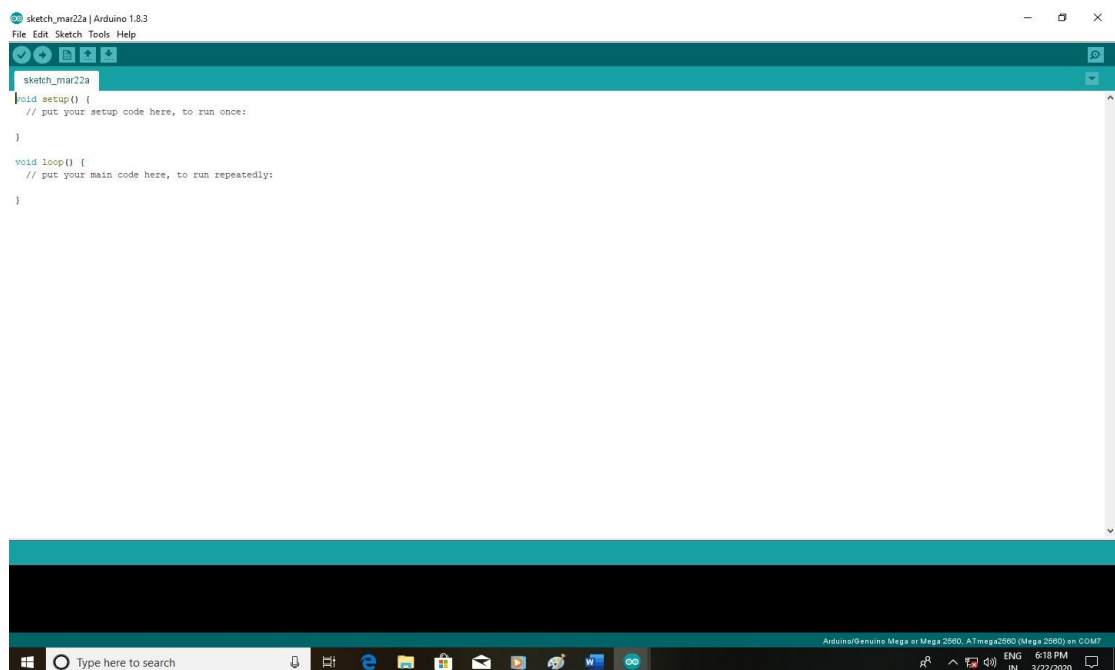 sketch_mar22a | Arduino 1.8.3
File Edit Sketch Tools Help
sketch_mar22a
void setup() {
  // put your setup code here, to run once:
}
void loop() {
  // put your main code here, to run repeatedly:
}
Arduino/Genuino Mega or Mega 2560, ATmega2560 (Mega 2560) on COM7
Type here to search
ENG 6:18 PM
IN 3/22/2020